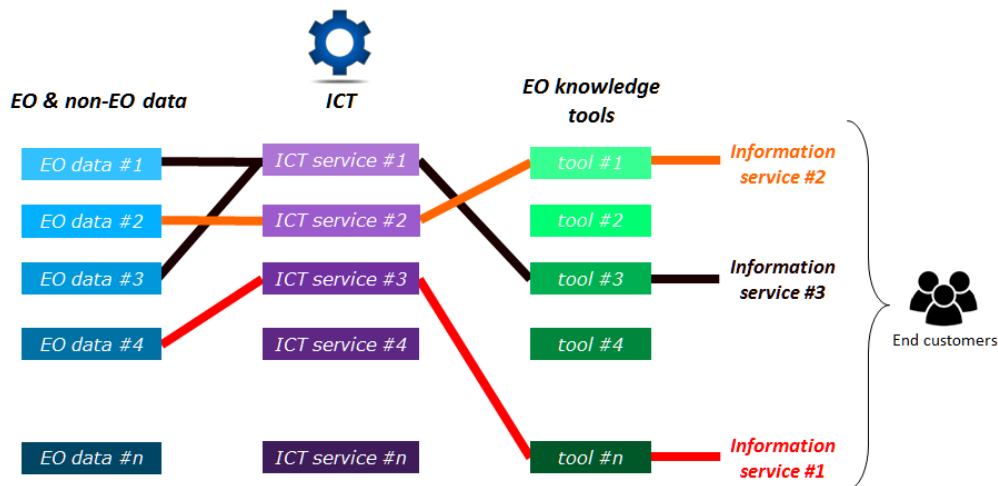 EO & non-EO data
ICT
EO knowledge
tools
EO data #1
EO data #2
EO data #3
EO data #4
EO data #n
ICT service #1
ICT service #2
ICT service #3
ICT service #4
ICT service #n
tool #1
tool #2
tool #3
tool #4
tool #n
Information
service #2
Information
service #3
Information
service #1
End customers